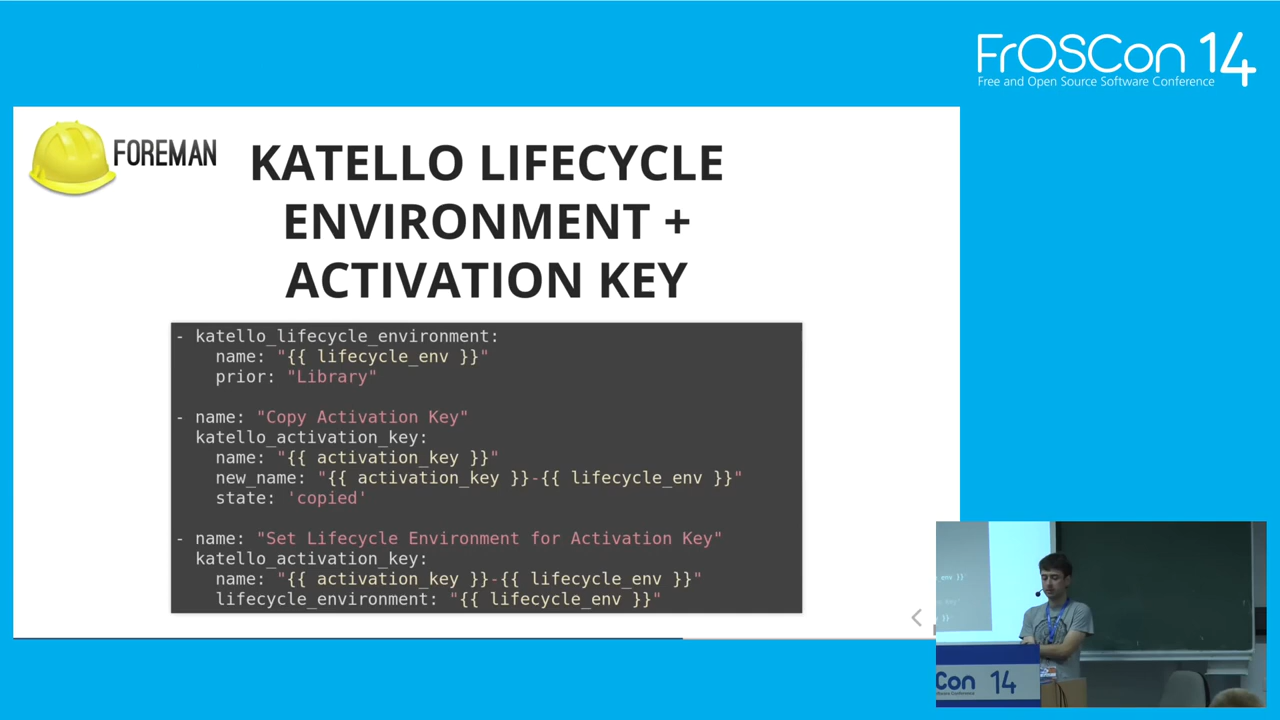 FrOSCon 14
Free and Open Source Software Conference
FOREMAN
KATELLO LIFECYCLE
ENVIRONMENT +
ACTIVATION KEY
- katello_lifecycle_environment:
    name: "{{ lifecycle_env }}"
    prior: "Library"
- name: "Copy Activation Key"
  katello_activation_key:
    name: "{{ activation_key }}"
    new_name: "{{ activation_key }}-{{ lifecycle_env }}"
    state: 'copied'
- name: "Set Lifecycle Environment for Activation Key"
  katello_activation_key:
    name: "{{ activation_key }}-{{ lifecycle_env }}"
    lifecycle_environment: "{{ lifecycle_env }}"
Con 14